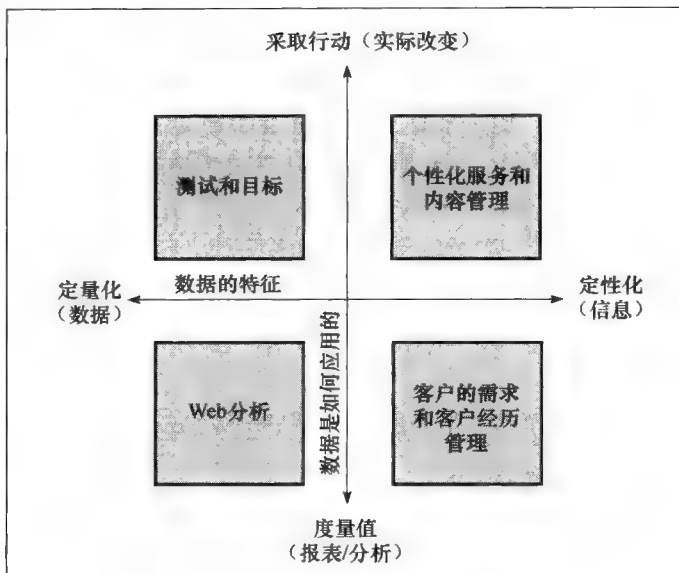 采取行动（实际改变）
测试和目标
个性化服务和
内容管理
定量化
（数据）
数据的特征
定性化
（信息）
数据是如何应用的
Web分析
客户的需求
和客户经历
管理
度量值
（报表/分析）